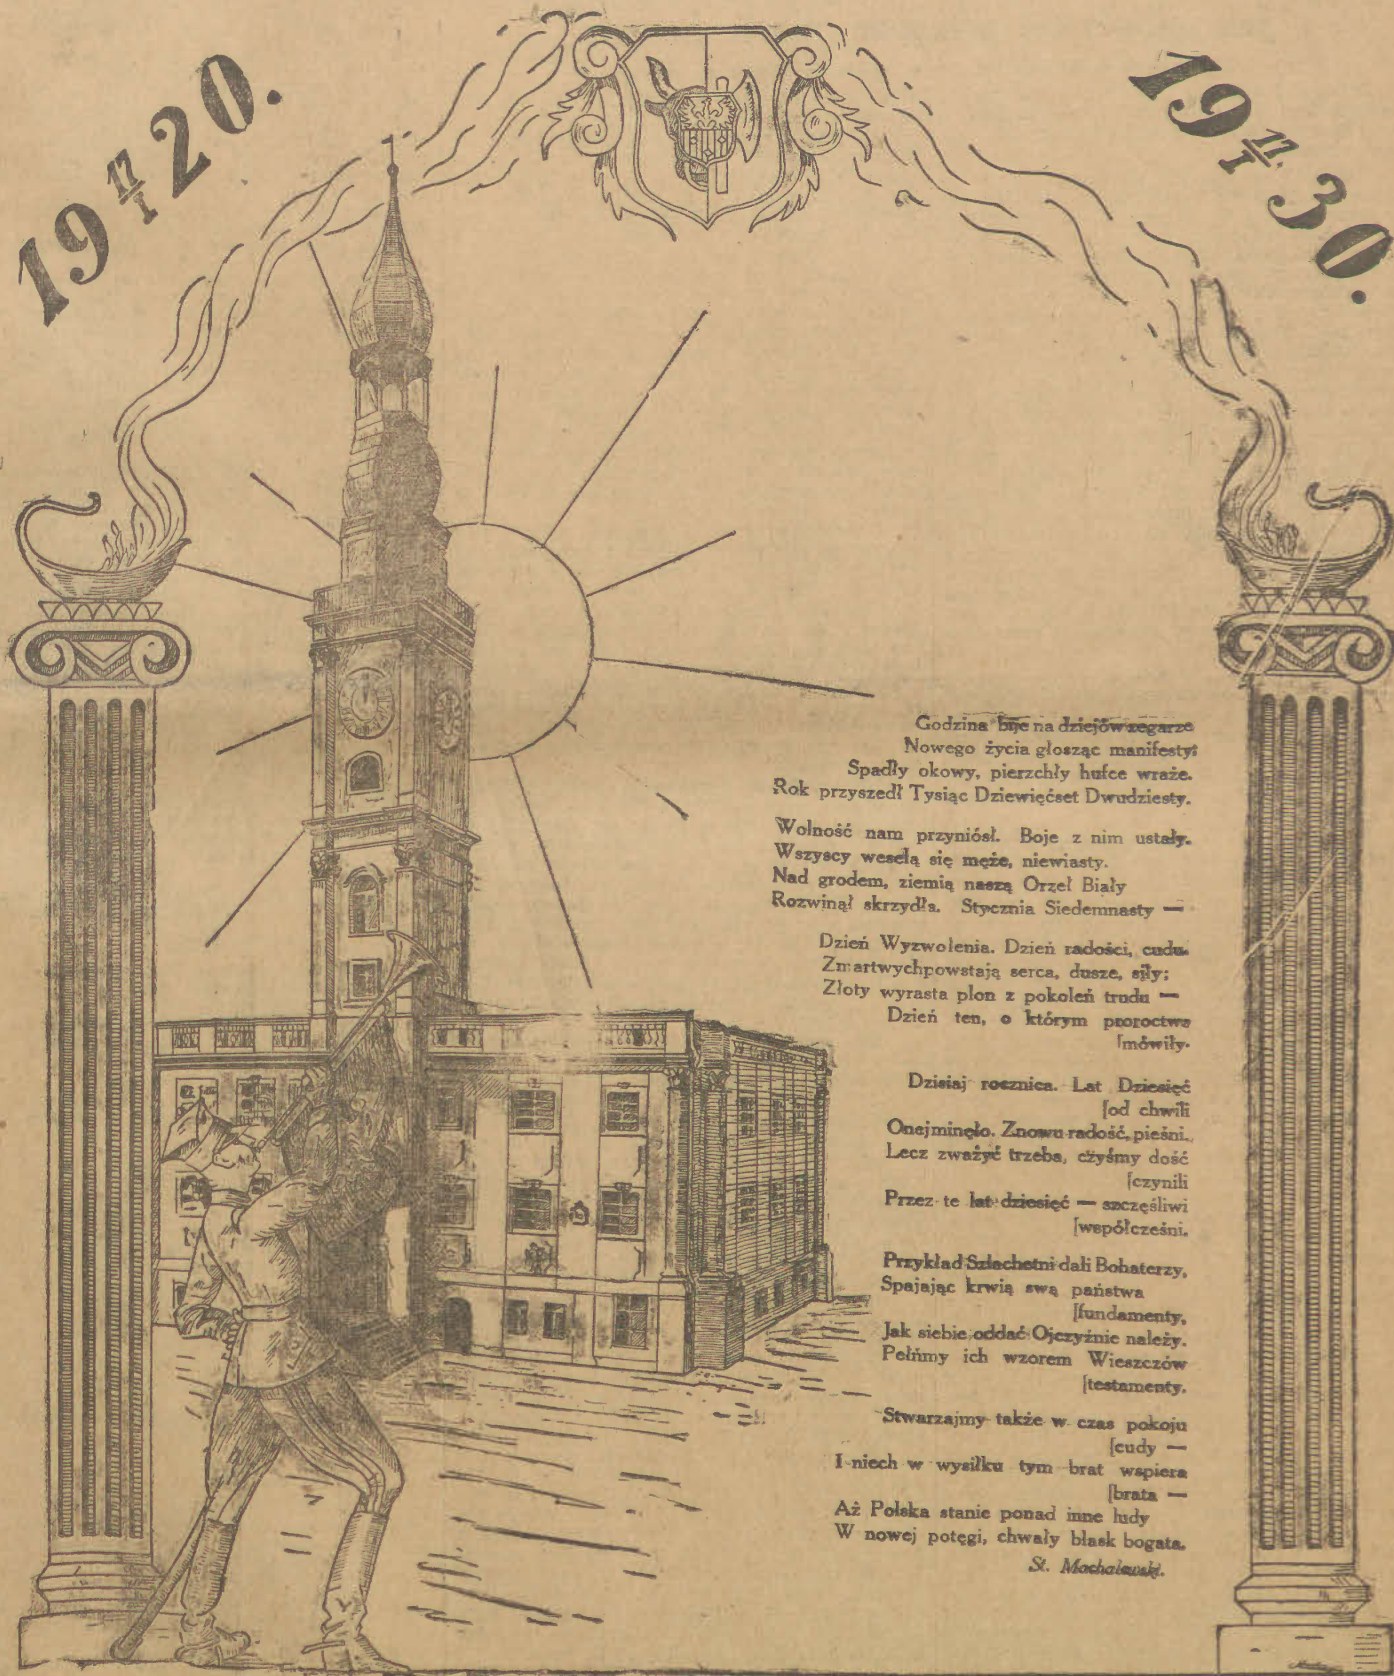 19 17/I 20.
19 17/I 30.
Godzina bije na dziejów zegarze
Nowego życia głosząc manifesty:
Spadły okowy, pierzchły hufce wraże.
Rok przyszedł Tysiąc Dziewięćset Dwudziesty.
Wolność nam przyniósł. Boje z nim ustały.
Wszyscy weselą się męże, niewiasty.
Nad grodem, ziemią naszą Orzeł Biały
Rozwinął skrzydła. Stycznia Siedemnasty —
Dzień Wyzwolenia. Dzień radości, cudu.
Zmartwychpowstają serca, dusze, siły;
Złoty wyrasta plon z pokoleń trudu —
Dzień ten, o którym proroctwa
[mówiły.
Dzisiaj rocznica. Lat Dziesięć
[od chwili
Onej minęło. Znowu radość, pieśni.
Lecz zważyć trzeba, czyśmy dość
[czynili
Przez te lat dziesięć — szczęśliwi
[współcześni.
Przykład Szlachetni dali Bohaterzy,
Spajając krwią swą państwa
[fundamenty,
Jak siebie oddać Ojczyźnie należy.
Pełńmy ich wzorem Wieszczów
[testamenty.
Stwarzajmy także w czas pokoju
[cudy —
I niech w wysiłku tym brat wspiera
[brata —
Aż Polska stanie ponad inne ludy
W nowej potęgi, chwały blask bogata.
St. Machalewski.